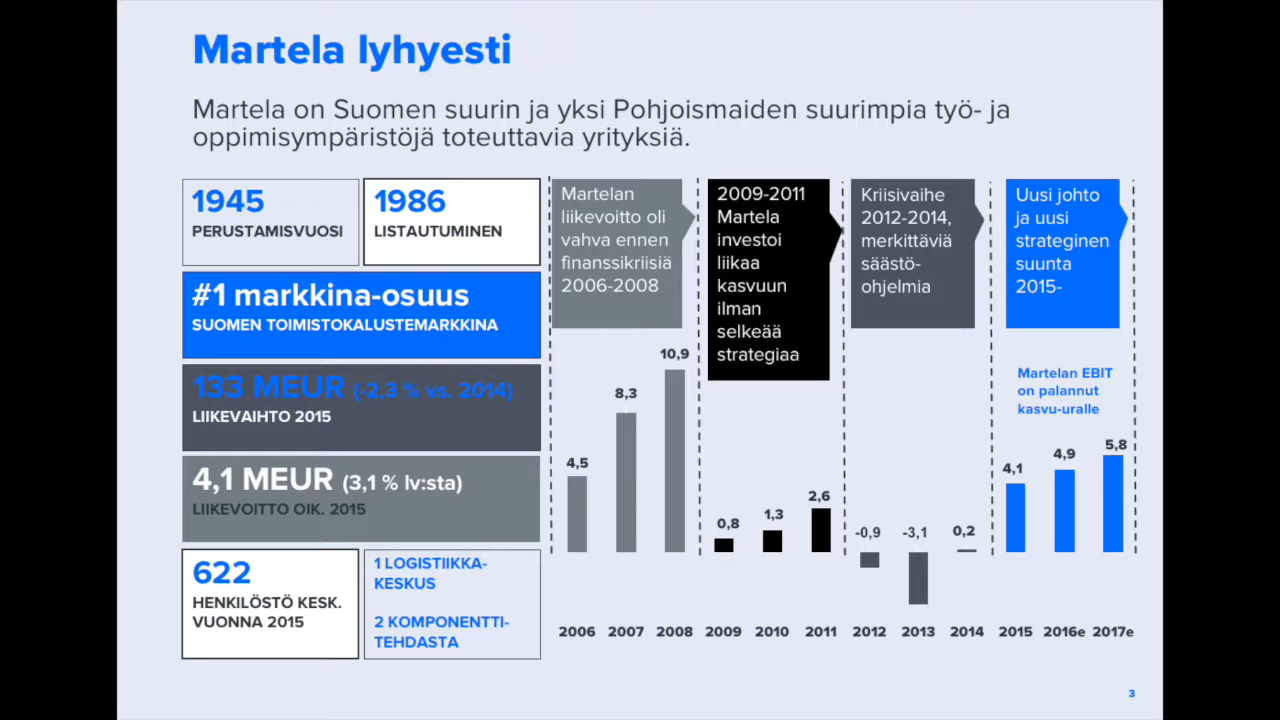 Martela lyhyesti
Martela on Suomen suurin ja yksi Pohjoismaiden suurimpia työ- ja
oppimisympäristöjä toteuttavia yrityksiä.
1945
PERUSTAMISVUOSI
1986
LISTAUTUMINEN
#1 markkina-osuus
SUOMEN TOIMISTOKALUSTEMARKKINA
133 MEUR (-2,3 % vs. 2014)
LIIKEVAIHTO 2015
4,1 MEUR (3,1 % lv:sta)
LIIKEVOITTO OIK. 2015
622
HENKILÖSTÖ KESK.
VUONNA 2015
1 LOGISTIIKKA-
KESKUS
2 KOMPONENTTI-
TEHDASTA
Martelan
liikevoitto oli
vahva ennen
finanssikriisiä
2006-2008
2009-2011
Martela
investoi
liikaa
kasvuun
ilman
selkeää
strategiaa
Kriisivaihe
2012-2014,
merkittäviä
säästö-
ohjelmia
Uusi johto
ja uusi
strateginen
suunta
2015-
Martelan EBIT
on palannut
kasvu-uralle
4,5
8,3
10,9
0,8
1,3
2,6
-0,9
-3,1
0,2
4,1
4,9
5,8
2006 2007 2008 2009 2010 2011 2012 2013 2014 2015 2016e 2017e
3